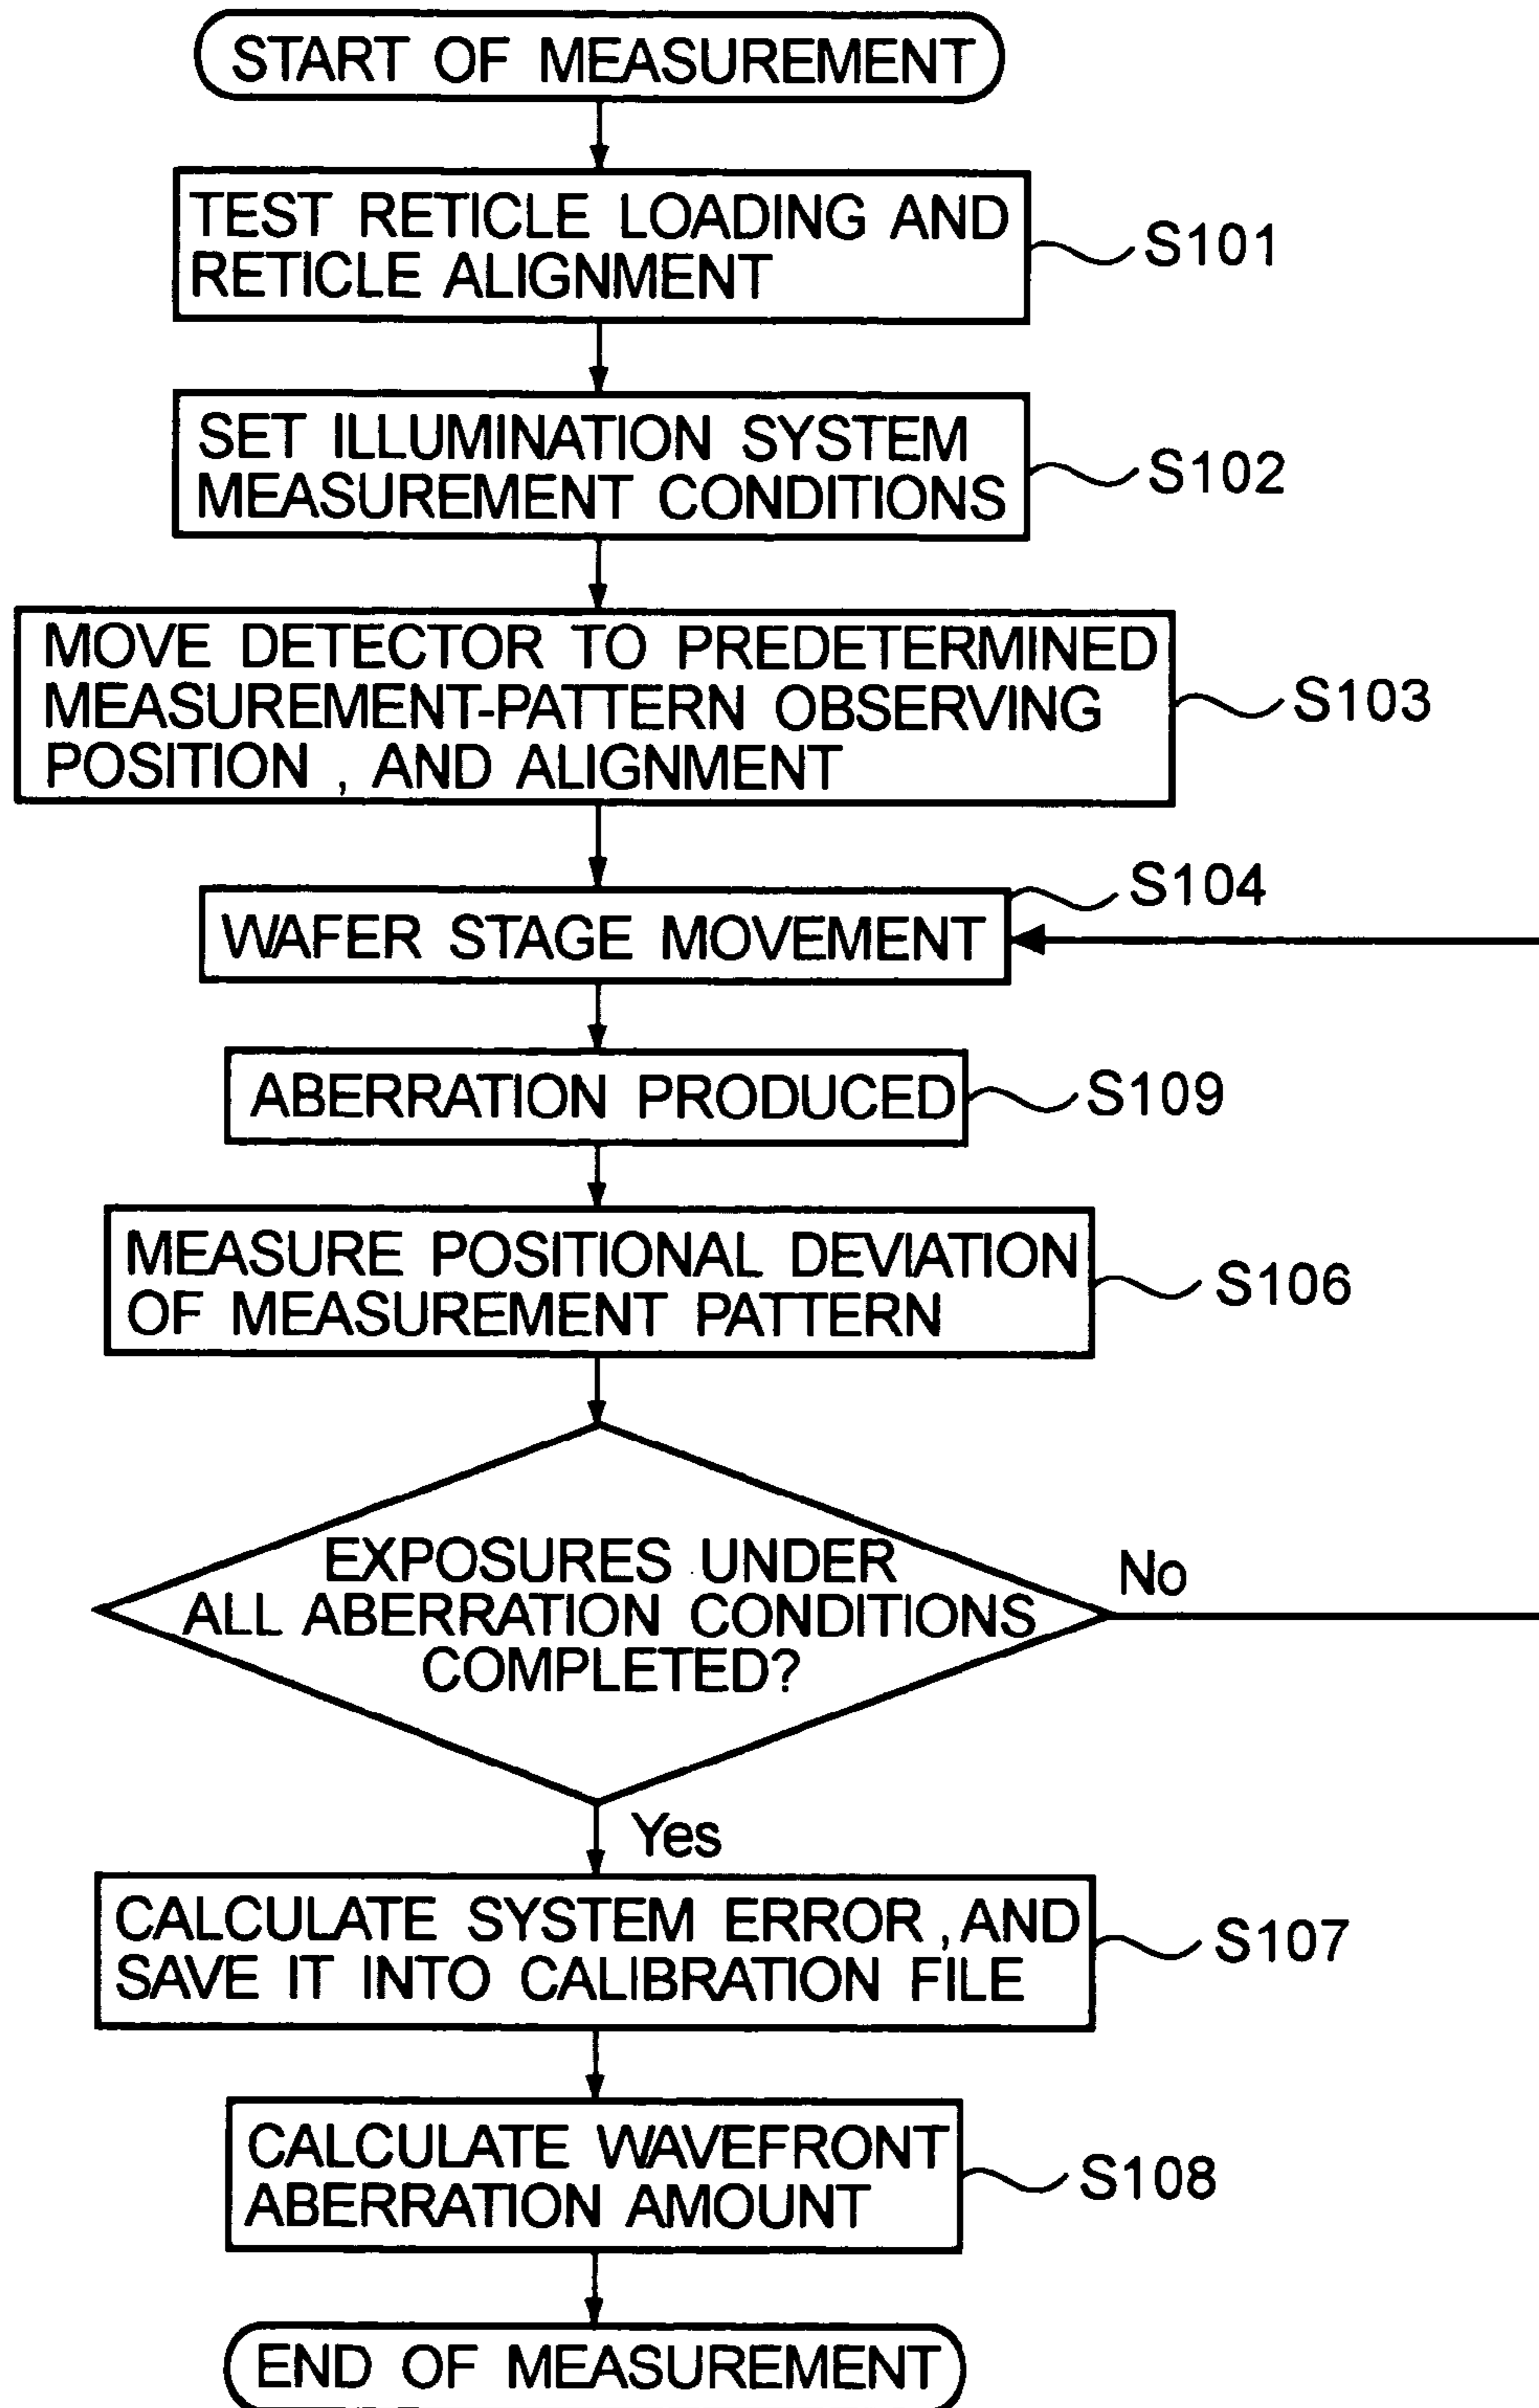 START OF MEASUREMENT
TEST RETICLE LOADING AND
RETICLE ALIGNMENT
S101
SET ILLUMINATION SYSTEM
MEASUREMENT CONDITIONS
S102
MOVE DETECTOR TO PREDETERMINED
MEASUREMENT-PATTERN OBSERVING
POSITION , AND ALIGNMENT
S103
WAFER STAGE MOVEMENT
S104
ABERRATION PRODUCED
S109
MEASURE POSITIONAL DEVIATION
OF MEASUREMENT PATTERN
S106
EXPOSURES UNDER
ALL ABERRATION CONDITIONS
COMPLETED?
No
Yes
CALCULATE SYSTEM ERROR , AND
SAVE IT INTO CALIBRATION FILE
S107
CALCULATE WAVEFRONT
ABERRATION AMOUNT
S108
END OF MEASUREMENT